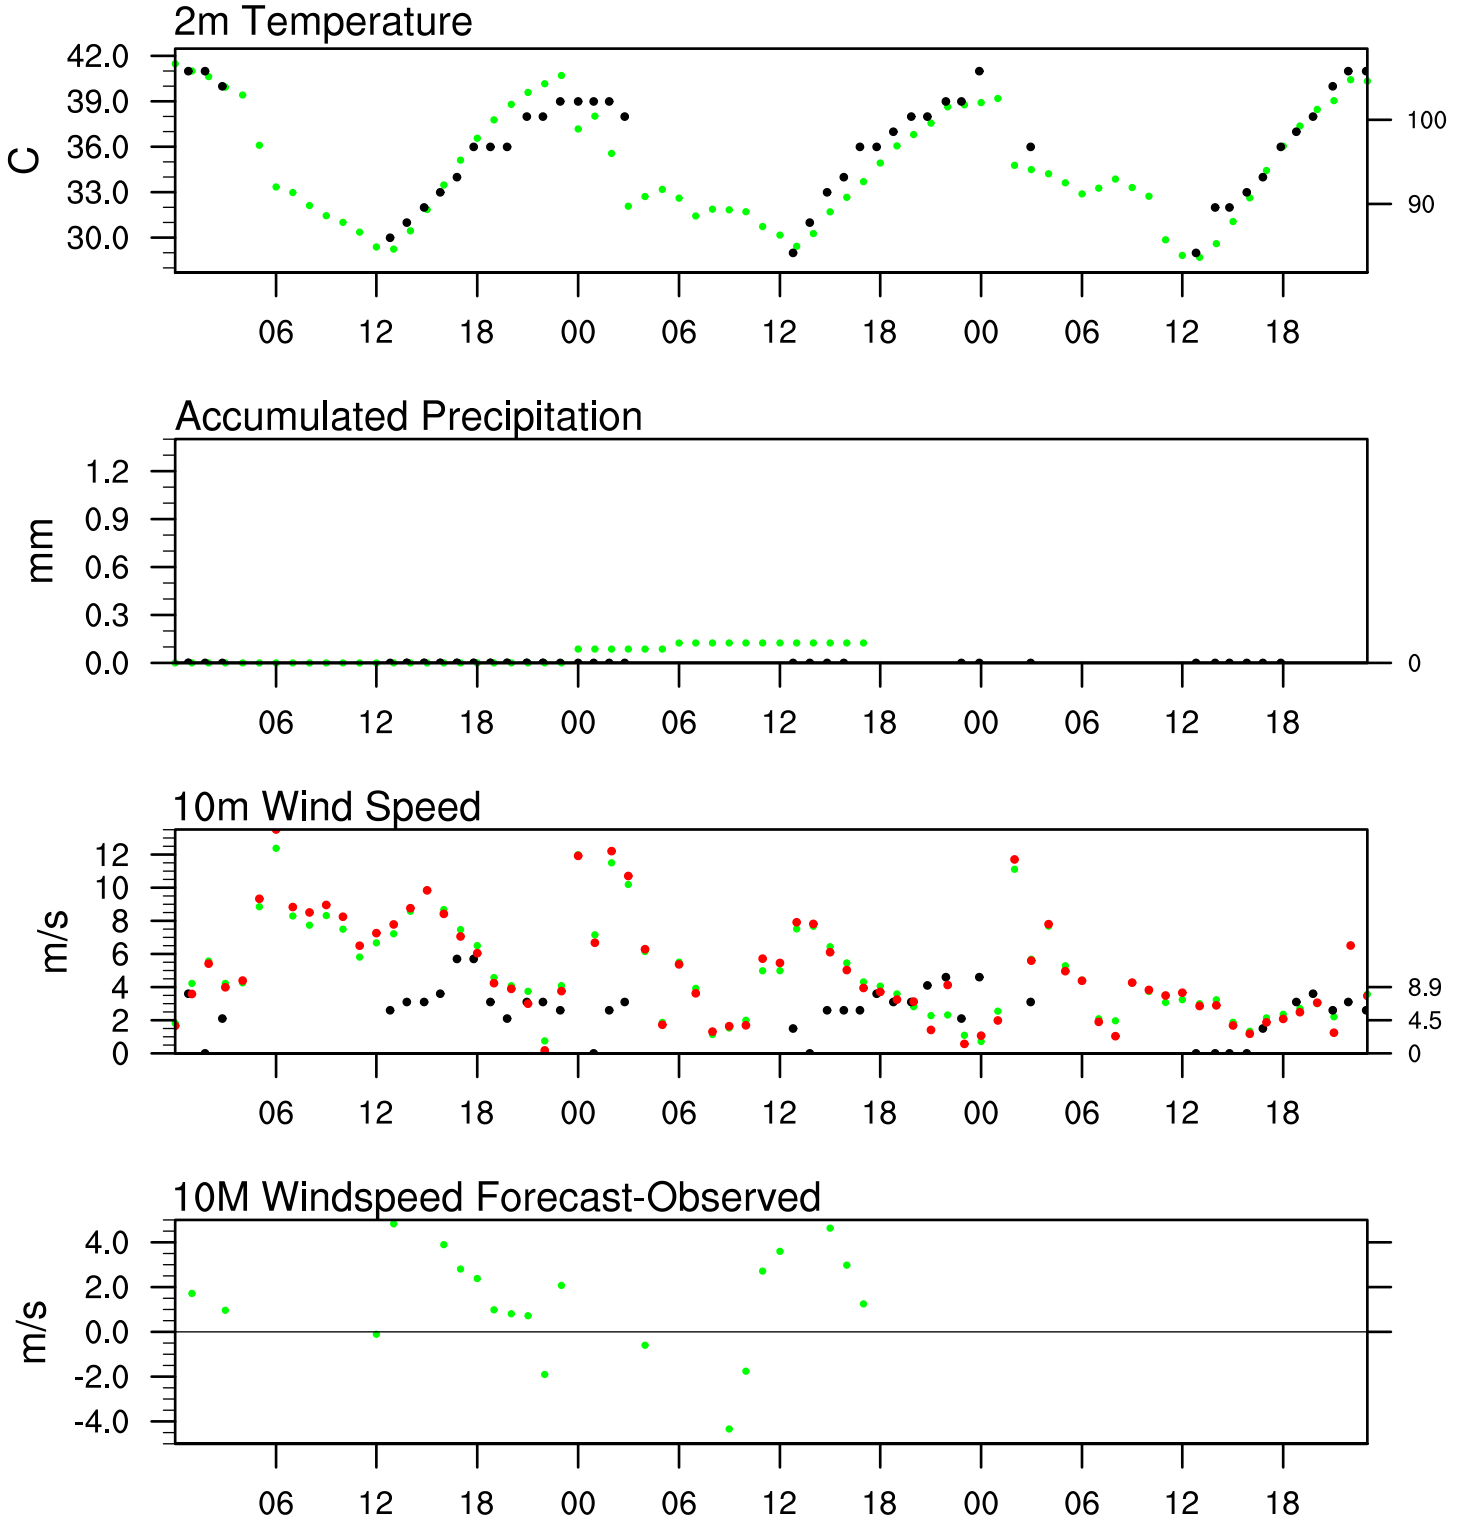 2m Temperature
42.0
39.0
36.0
33.0
30.0
C
100
90
06 12 18 00 06 12 18 00 06 12 18
Accumulated Precipitation
1.2
0.9
0.6
0.3
0.0
mm
0
06 12 18 00 06 12 18 00 06 12 18
10m Wind Speed
12
10
8
6
4
2
0
m/s
8.9
4.5
0
06 12 18 00 06 12 18 00 06 12 18
10M Windspeed Forecast-Observed
4.0
2.0
0.0
-2.0
-4.0
m/s
06 12 18 00 06 12 18 00 06 12 18